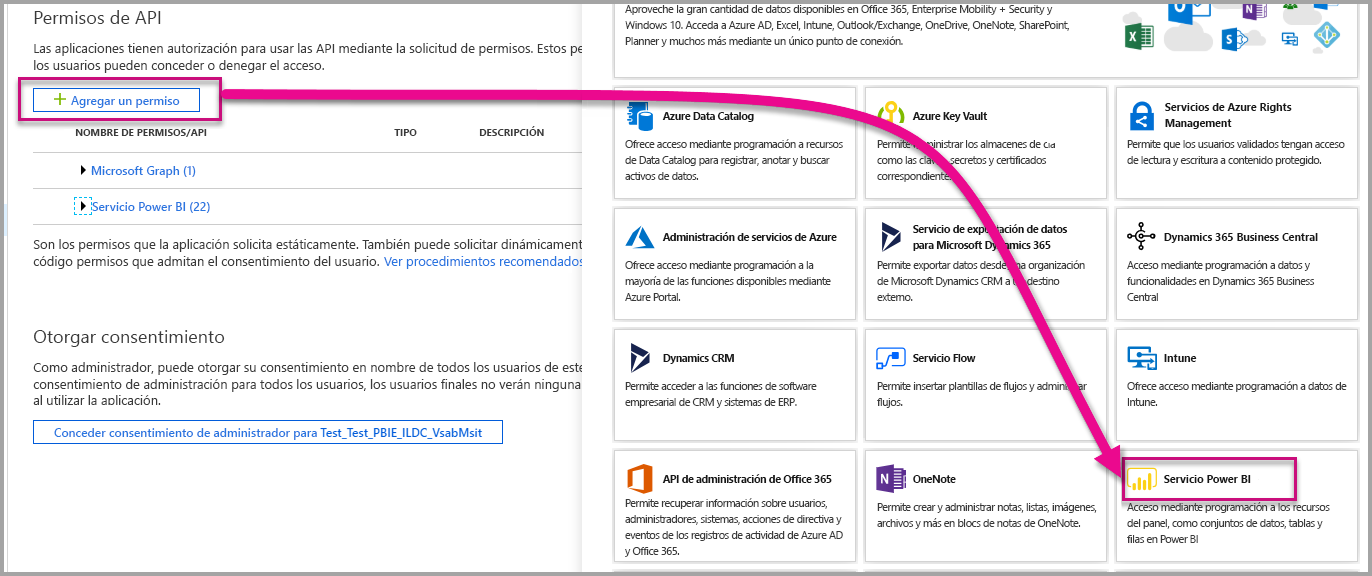 Permisos de API
Las aplicaciones tienen autorización para usar las API mediante la solicitud de permisos. Estos pe
los usuarios pueden conceder o denegar el acceso.
+ Agregar un permiso
NOMBRE DE PERMISOS/API TIPO DESCRIPCIÓN
Microsoft Graph (1)
Servicio Power BI (22)
Son los permisos que la aplicación solicita estáticamente. También puede solicitar dinámicament
código permisos que admitan el consentimiento del usuario. Ver procedimientos recomendados
Otorgar consentimiento
Como administrador, puede otorgar su consentimiento en nombre de todos los usuarios de este
consentimiento de administración para todos los usuarios, los usuarios finales no verán ninguna
al utilizar la aplicación.
Conceder consentimiento de administrador para Test_Test_PBIE_ILDC_VsabMsit
Aproveche la gran cantidad de datos disponibles en Office 365, Enterprise Mobility + Security y
Windows 10. Acceda a Azure AD, Excel, Intune, Outlook/Exchange, OneDrive, OneNote, SharePoint,
Planner y muchos más mediante un único punto de conexión.
Azure Data Catalog
Ofrece acceso mediante programación a recursos
de Data Catalog para registrar, anotar y buscar
activos de datos.
Azure Key Vault
Permite administrar los almacenes de
como las claves, secretos y certificados
correspondiente
Servicios de Azure Rights
Management
Permite que los usuarios validados tengan acceso
de lectura y escritura a contenido protegido.
Administración de servicios de Azure
Ofrece acceso mediante programación a la
mayoría de las funciones disponibles mediante
Azure Portal.
Servicio de exportación de datos
para Microsoft Dynamics 365
Permite exportar datos desde una organización
de Microsoft Dynamics CRM a un destino
externo.
Dynamics 365 Business Central
Acceso mediante programación a datos y
funcionalidades en Dynamics 365 Business
Central
Dynamics CRM
Permite acceder a las funciones de software
empresarial de CRM y sistemas de ERP.
Servicio Flow
Permite insertar plantillas de flujos y administrar
flujos.
Intune
Ofrece acceso mediante programación a datos de
Intune.
API de administración de Office 365
Permite recuperar información sobre usuarios,
administradores, sistemas, acciones de directiva y
eventos de los registros de actividad de Azure AD
y Office 365.
OneNote
Permite crear y administrar notas, listas, imágenes,
archivos y más en blocs de notas de OneNote.
Servicio Power BI
Acceso mediante programación a los recursos
del panel, como conjuntos de datos, tablas y
filas en Power BI